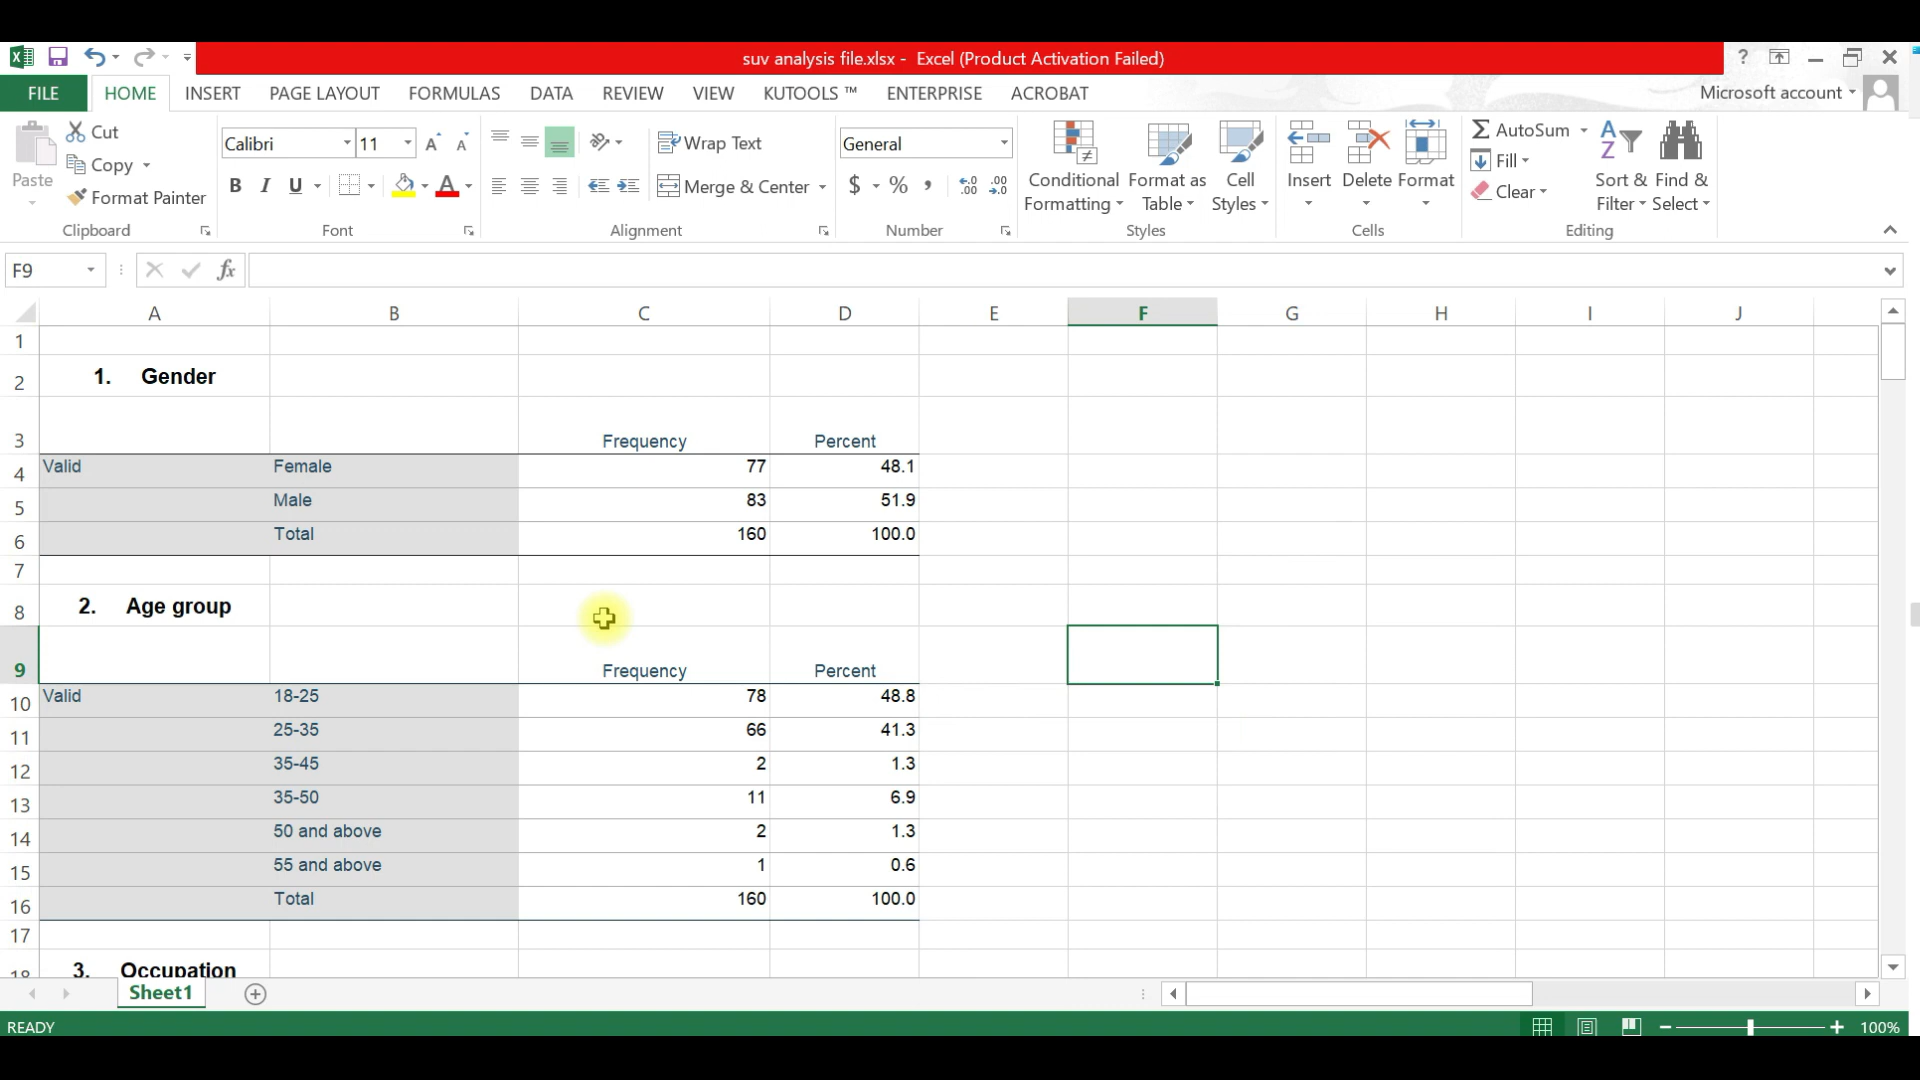 suv analysis file.xlsx - Excel (Product Activation Failed)
?
FILE HOME INSERT PAGE LAYOUT FORMULAS DATA REVIEW VIEW KUTOOLS ™ ENTERPRISE ACROBAT Microsoft account
Paste
Cut
Copy
Format Painter
Clipboard
Calibri 11
B I U
Font
Wrap Text
Merge & Center
Alignment
General
$ % ,
Number
Conditional Formatting
Format as Table
Cell Styles
Styles
Insert Delete Format
Cells
AutoSum
Fill
Clear
Sort & Filter
Find & Select
Editing
F9 fx
A B C D E F G H I J
1
2 1. Gender
3 Frequency Percent
4 Valid Female 77 48.1
5 Male 83 51.9
6 Total 160 100.0
7
8 2. Age group
9 Frequency Percent
10 Valid 18-25 78 48.8
11 25-35 66 41.3
12 35-45 2 1.3
13 35-50 11 6.9
14 50 and above 2 1.3
15 55 and above 1 0.6
16 Total 160 100.0
17
18 3. Occupation
Sheet1
READY 100%